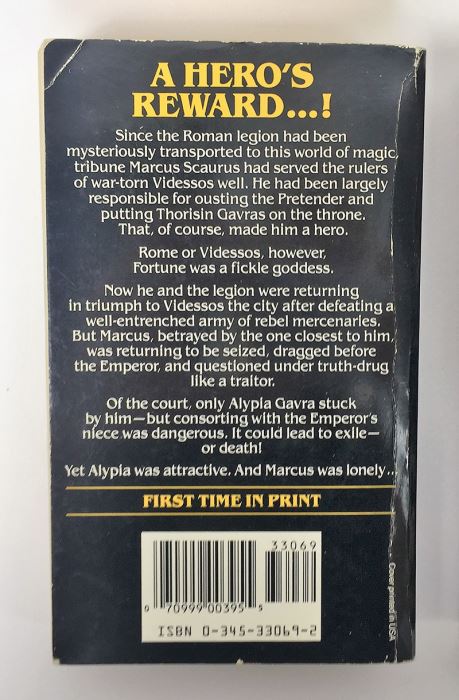 A HERO'S
REWARD...!
Since the Roman legion had been
mysteriously transported to this world of magic,
tribune Marcus Scaurus had served the rulers
of war-torn Videssos well. He had been largely
responsible for ousting the Pretender and
putting Thorisin Gavras on the throne.
That, of course, made him a hero.
Rome or Videssos, however,
Fortune was a fickle goddess.
Now he and the legion were returning
in triumph to Videssos the city after defeating a
well-entrenched army of rebel mercenaries.
But Marcus, betrayed by the one closest to him,
was returning to be seized, dragged before
the Emperor, and questioned under truth-drug
like a traitor.
Of the court, only Alypia Gavra stuck
by him—but consorting with the Emperor's
niece was dangerous. It could lead to exile—
or death!
Yet Alypia was attractive. And Marcus was lonely...
FIRST TIME IN PRINT
33069
0 70999 00395 5
ISBN 0-345-33069-2
Cover printed in USA